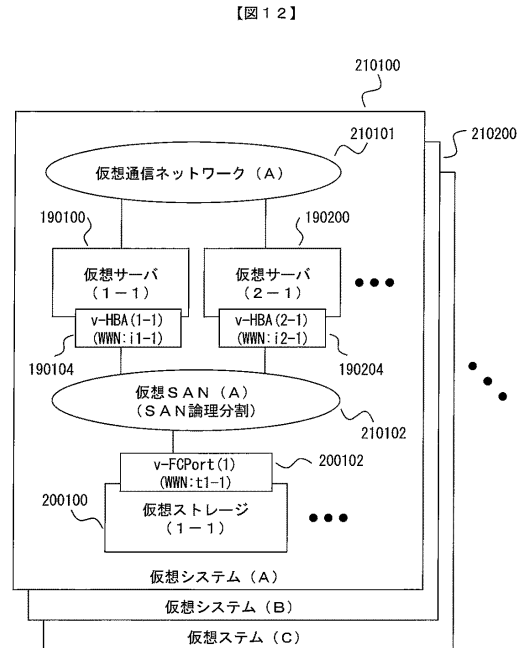 【図１２】
210100
210101
210200
仮想通信ネットワーク（Ａ）
190100
190200
仮想サーバ
（１－１）
仮想サーバ
（２－１）
v-HBA(1-1)
(WWN:i1-1)
v-HBA(2-1)
(WWN:i2-1)
190104
190204
仮想ＳＡＮ（Ａ）
（ＳＡＮ論理分割）
210102
v-FCPort(1)
(WWN:t1-1)
200102
200100
仮想ストレージ
（１－１）
仮想システム（Ａ）
仮想システム（Ｂ）
仮想ステム（Ｃ）